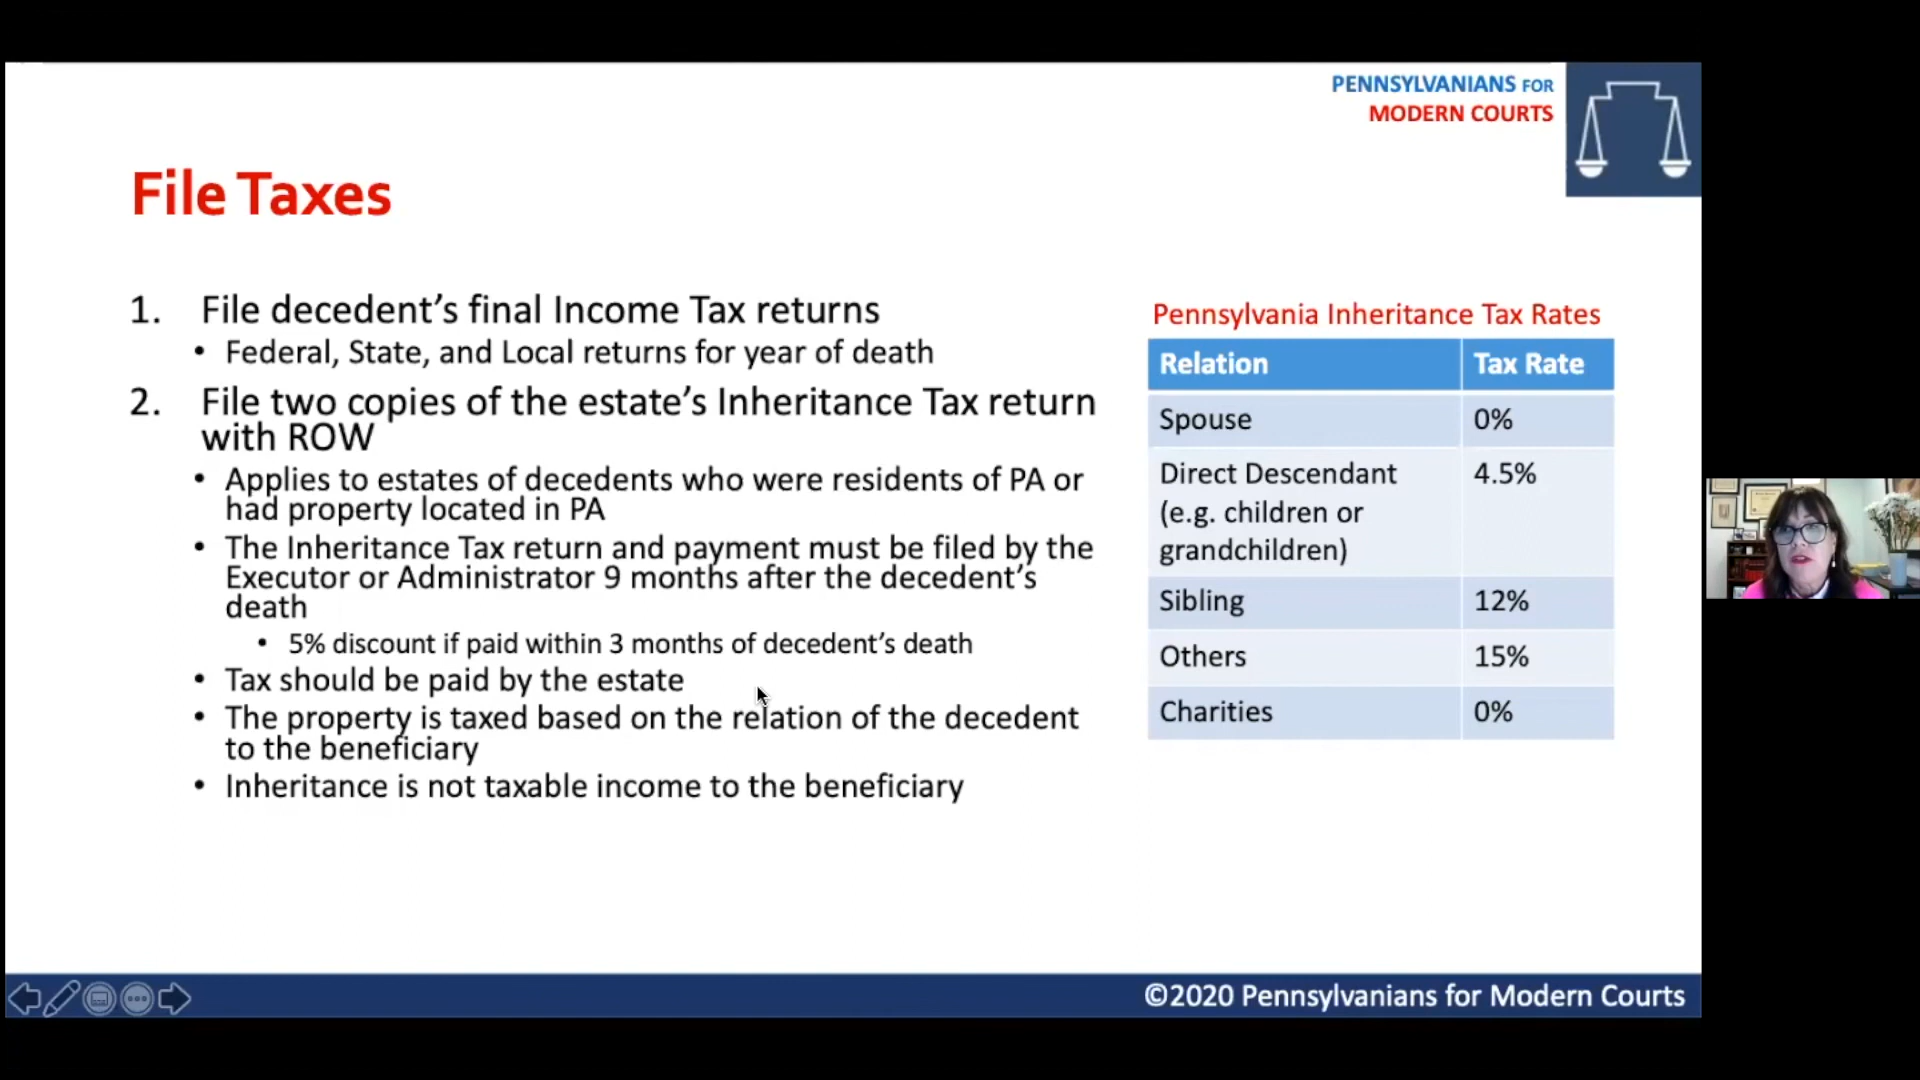 PENNSYLVANIANS FOR
MODERN COURTS
File Taxes
1. File decedent's final Income Tax returns
• Federal, State, and Local returns for year of death
2. File two copies of the estate's Inheritance Tax return
with ROW
• Applies to estates of decedents who were residents of PA or
had property located in PA
• The Inheritance Tax return and payment must be filed by the
Executor or Administrator 9 months after the decedent's
death
• 5% discount if paid within 3 months of decedent's death
• Tax should be paid by the estate
• The property is taxed based on the relation of the decedent
to the beneficiary
• Inheritance is not taxable income to the beneficiary
Pennsylvania Inheritance Tax Rates
Relation Tax Rate
Spouse 0%
Direct Descendant 4.5%
(e.g. children or
grandchildren)
Sibling 12%
Others 15%
Charities 0%
©2020 Pennsylvanians for Modern Courts